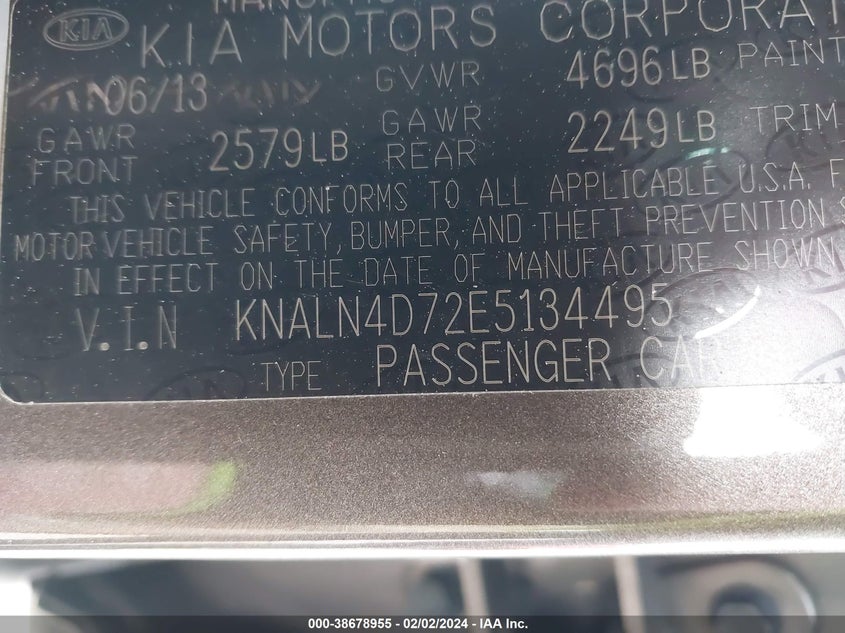 KIA
KIA MOTORS CORPORAT
06/13 GVWR 4696LB PAINT
GAWR FRONT 2579LB GAWR REAR 2249LB TRIM
THIS VEHICLE CONFORMS TO ALL APPLICABLE U.S.A. F
MOTOR VEHICLE SAFETY, BUMPER, AND THEFT PREVENTION S
IN EFFECT ON THE DATE OF MANUFACTURE SHOWN
V.I.N KNALN4D72E5134495
TYPE PASSENGER CAR
000-38678955 - 02/02/2024 - IAA Inc.